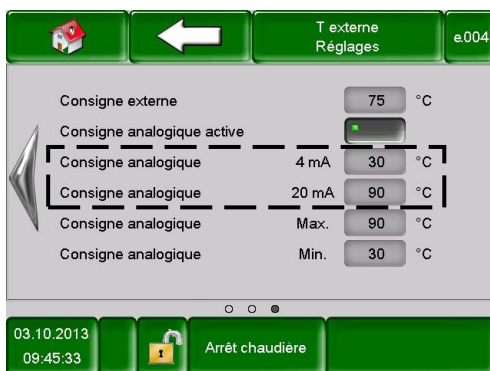 T externe
Réglages
e.004
Consigne externe 75 °C
Consigne analogique active
Consigne analogique 4 mA 30 °C
Consigne analogique 20 mA 90 °C
Consigne analogique Max. 90 °C
Consigne analogique Min. 30 °C
03.10.2013
09:45:33
Arrêt chaudière